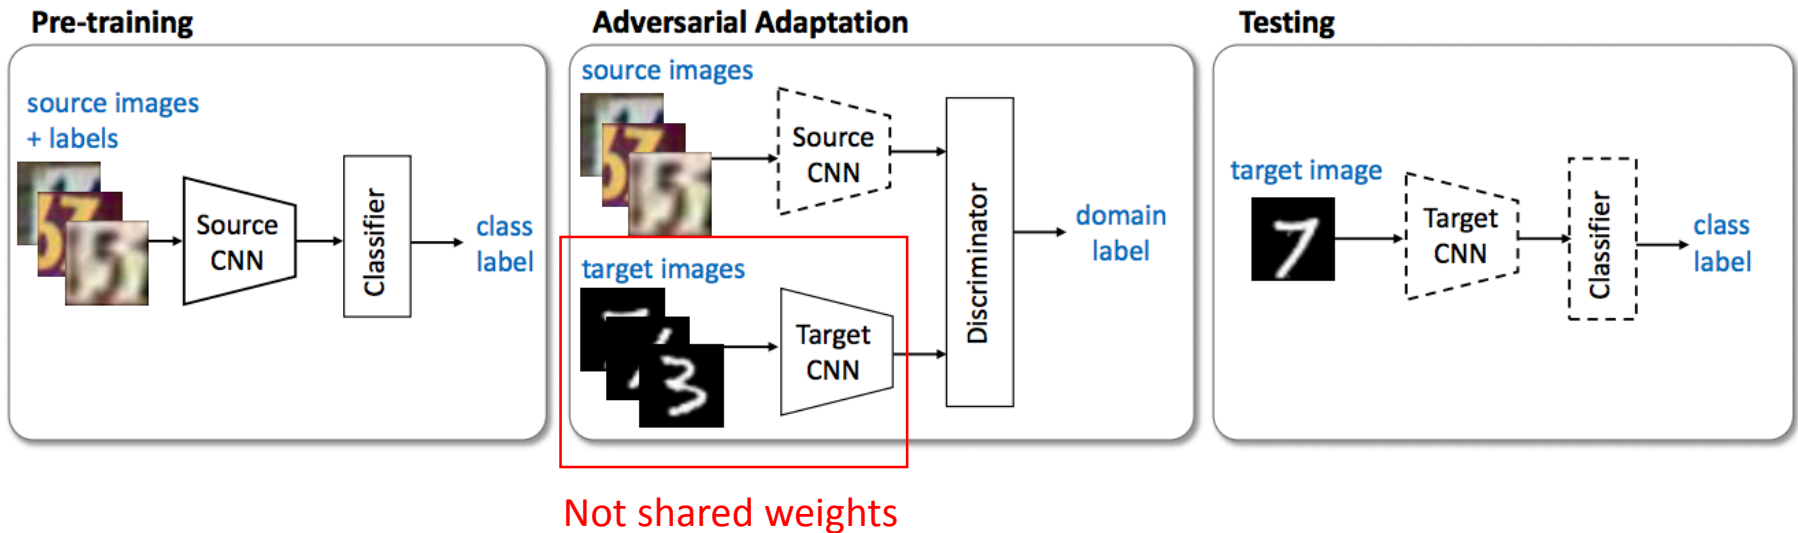 Pre-training
source images
+ labels
Source
CNN
Classifier
class
label
Adversarial Adaptation
source images
Source
CNN
target images
Target
CNN
Discriminator
domain
label
Not shared weights
Testing
target image
7
Target
CNN
Classifier
class
label